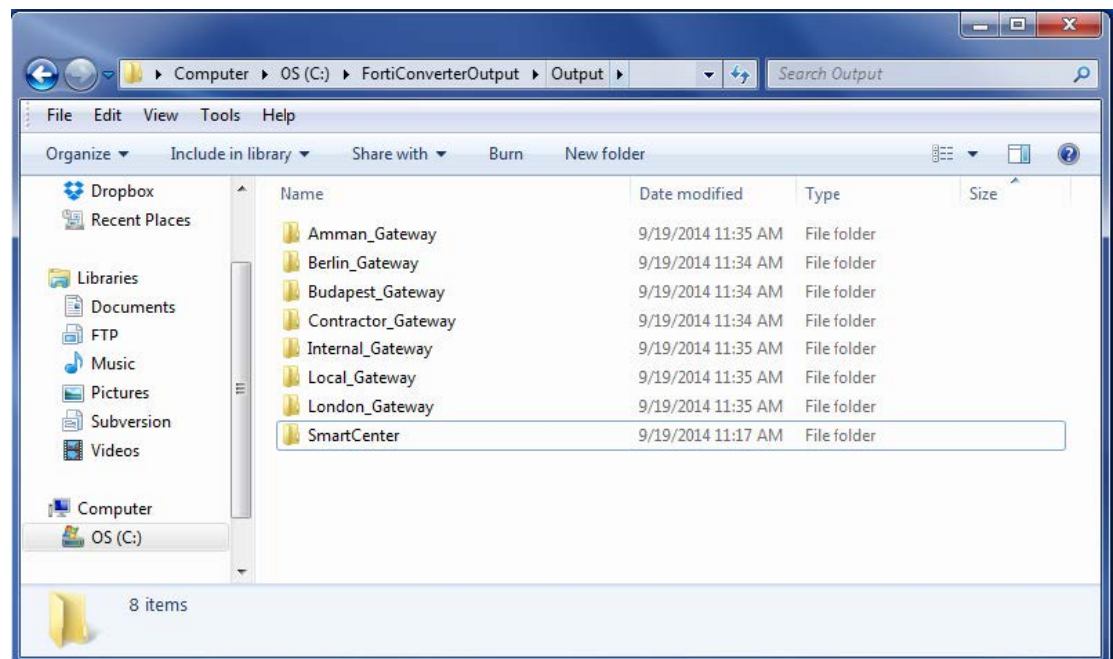 Computer OS (C:) FortiConverterOutput Output Search Output
File Edit View Tools Help
Organize Include in library Share with Burn New folder
Dropbox
Recent Places
Libraries
Documents
FTP
Music
Pictures
Subversion
Videos
Computer
OS (C:)
Name Date modified Type Size
Amman_Gateway 9/19/2014 11:35 AM File folder
Berlin_Gateway 9/19/2014 11:34 AM File folder
Budapest_Gateway 9/19/2014 11:34 AM File folder
Contractor_Gateway 9/19/2014 11:34 AM File folder
Internal_Gateway 9/19/2014 11:35 AM File folder
Local_Gateway 9/19/2014 11:35 AM File folder
London_Gateway 9/19/2014 11:35 AM File folder
SmartCenter 9/19/2014 11:17 AM File folder
8 items